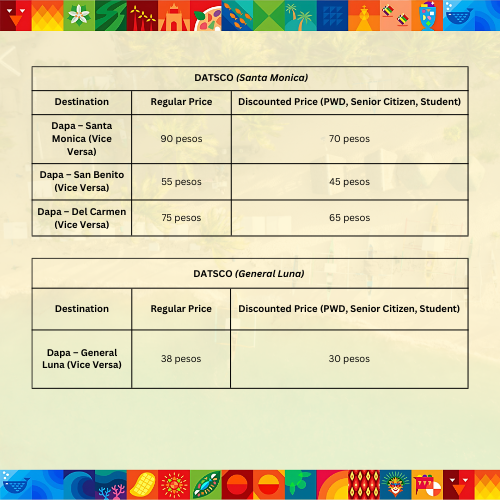 DATSCO (Santa Monica)
Destination
Regular Price
Discounted Price (PWD, Senior Citizen, Student)
Dapa – Santa
Monica (Vice
Versa)
90 pesos
70 pesos
Dapa – San Benito
(Vice Versa)
55 pesos
45 pesos
Dapa – Del Carmen
(Vice Versa)
75 pesos
65 pesos
DATSCO (General Luna)
Destination
Regular Price
Discounted Price (PWD, Senior Citizen, Student)
Dapa – General
Luna (Vice Versa)
38 pesos
30 pesos